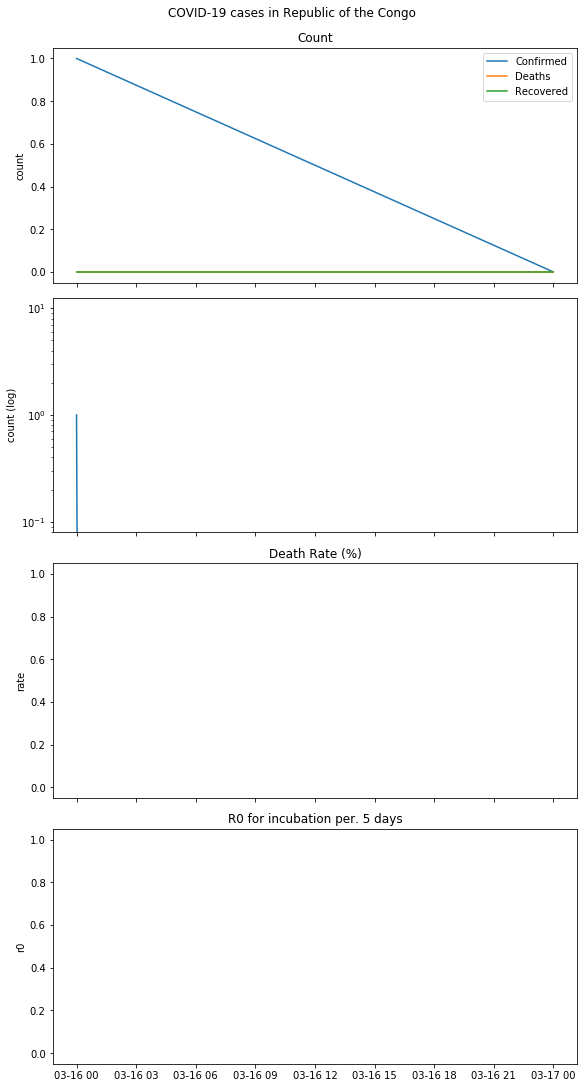 COVID-19 cases in Republic of the Congo
Count
1.0
0.8
0.6
0.4
0.2
0.0
count
Confirmed
Deaths
Recovered
10¹
10⁰
10⁻¹
count (log)
Death Rate (%)
1.0
0.8
0.6
0.4
0.2
0.0
rate
R0 for incubation per. 5 days
1.0
0.8
0.6
0.4
0.2
0.0
r0
03-16 00 03-16 03 03-16 06 03-16 09 03-16 12 03-16 15 03-16 18 03-16 21 03-17 00